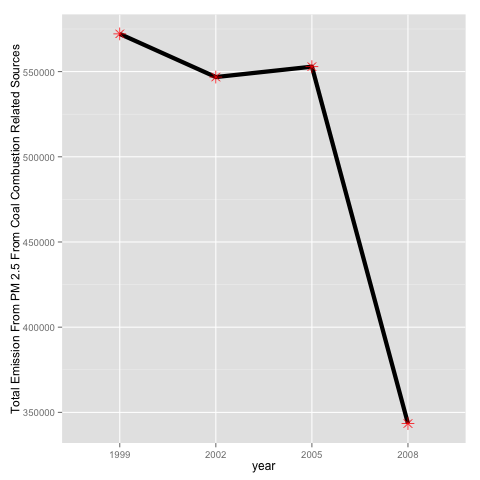 Total Emission From PM 2.5 From Coal Combustion Related Sources
550000
500000
450000
400000
350000
1999 2002 2005 2008
year